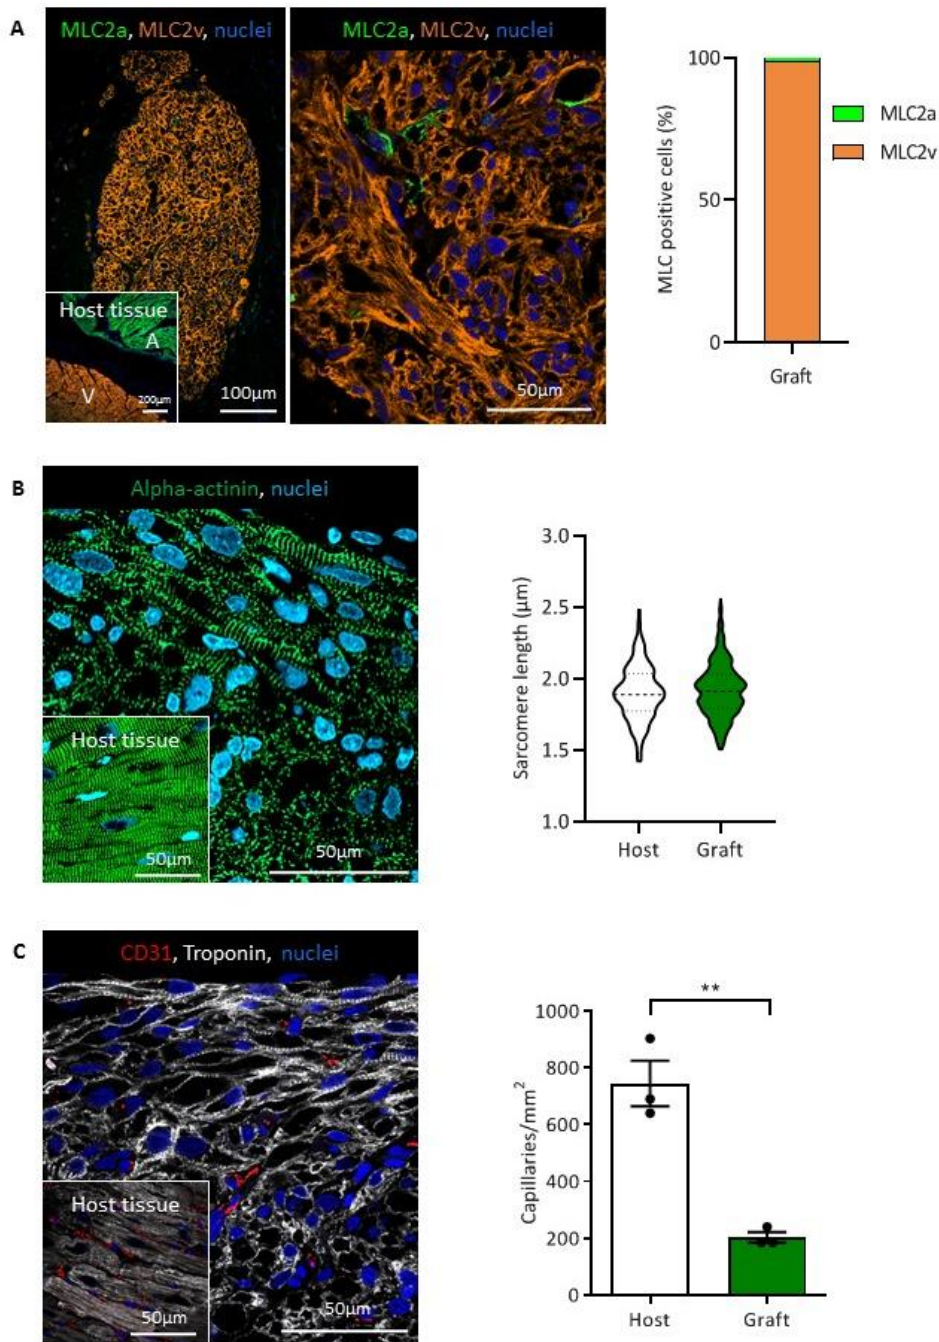 A
MLC2a, MLC2v, nuclei
MLC2a, MLC2v, nuclei
Host tissue
A
V
200µm
100µm
50µm
MLC positive cells (%)
100
50
0
Graft
MLC2a
MLC2v
B
Alpha-actinin, nuclei
Host tissue
50µm
50µm
Sarcomere length (µm)
3.0
2.5
2.0
1.5
1.0
Host Graft
C
CD31, Troponin, nuclei
Host tissue
50µm
50µm
**
Capillaries/mm²
1000
800
600
400
200
0
Host Graft